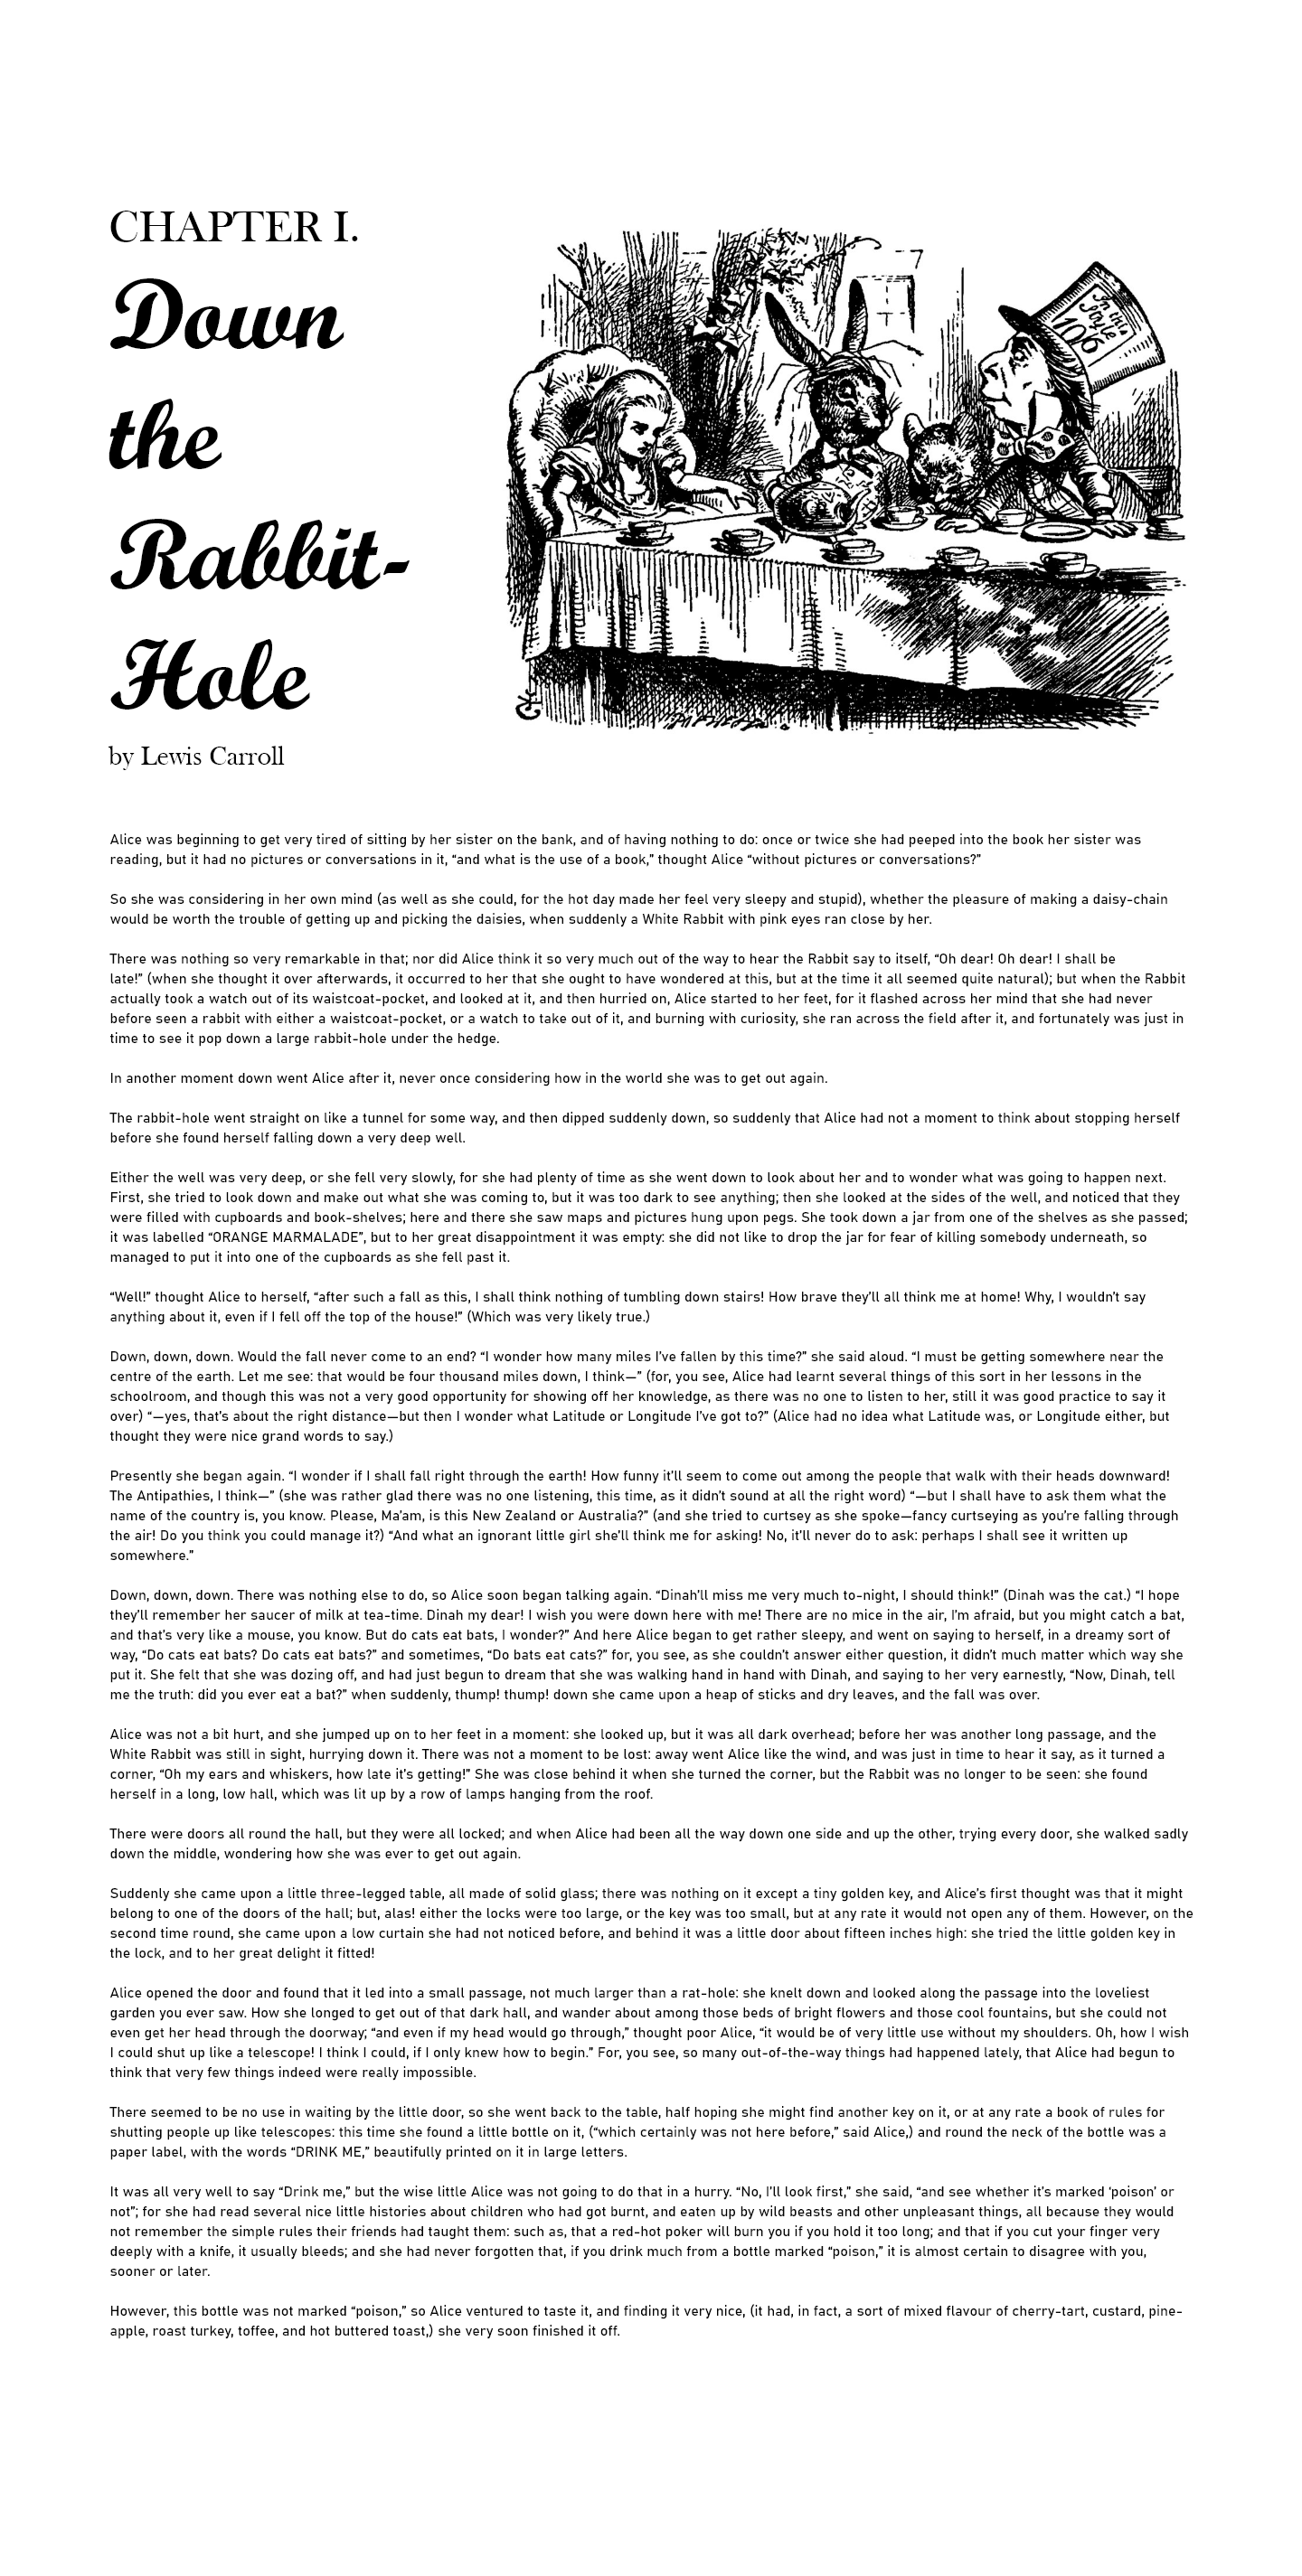 CHAPTER I.
Down
the
Rabbit-
Hole
by Lewis Carroll
In this
Style
106
Alice was beginning to get very tired of sitting by her sister on the bank, and of having nothing to do: once or twice she had peeped into the book her sister was
reading, but it had no pictures or conversations in it, “and what is the use of a book,” thought Alice “without pictures or conversations?”
So she was considering in her own mind (as well as she could, for the hot day made her feel very sleepy and stupid), whether the pleasure of making a daisy-chain
would be worth the trouble of getting up and picking the daisies, when suddenly a White Rabbit with pink eyes ran close by her.
There was nothing so very remarkable in that; nor did Alice think it so very much out of the way to hear the Rabbit say to itself, “Oh dear! Oh dear! I shall be
late!” (when she thought it over afterwards, it occurred to her that she ought to have wondered at this, but at the time it all seemed quite natural); but when the Rabbit
actually took a watch out of its waistcoat-pocket, and looked at it, and then hurried on, Alice started to her feet, for it flashed across her mind that she had never
before seen a rabbit with either a waistcoat-pocket, or a watch to take out of it, and burning with curiosity, she ran across the field after it, and fortunately was just in
time to see it pop down a large rabbit-hole under the hedge.
In another moment down went Alice after it, never once considering how in the world she was to get out again.
The rabbit-hole went straight on like a tunnel for some way, and then dipped suddenly down, so suddenly that Alice had not a moment to think about stopping herself
before she found herself falling down a very deep well.
Either the well was very deep, or she fell very slowly, for she had plenty of time as she went down to look about her and to wonder what was going to happen next.
First, she tried to look down and make out what she was coming to, but it was too dark to see anything; then she looked at the sides of the well, and noticed that they
were filled with cupboards and book-shelves; here and there she saw maps and pictures hung upon pegs. She took down a jar from one of the shelves as she passed;
it was labelled “ORANGE MARMALADE”, but to her great disappointment it was empty: she did not like to drop the jar for fear of killing somebody underneath, so
managed to put it into one of the cupboards as she fell past it.
“Well!” thought Alice to herself, “after such a fall as this, I shall think nothing of tumbling down stairs! How brave they’ll all think me at home! Why, I wouldn’t say
anything about it, even if I fell off the top of the house!” (Which was very likely true.)
Down, down, down. Would the fall never come to an end? “I wonder how many miles I’ve fallen by this time?” she said aloud. “I must be getting somewhere near the
centre of the earth. Let me see: that would be four thousand miles down, I think—” (for, you see, Alice had learnt several things of this sort in her lessons in the
schoolroom, and though this was not a very good opportunity for showing off her knowledge, as there was no one to listen to her, still it was good practice to say it
over) “—yes, that’s about the right distance—but then I wonder what Latitude or Longitude I’ve got to?” (Alice had no idea what Latitude was, or Longitude either, but
thought they were nice grand words to say.)
Presently she began again. “I wonder if I shall fall right through the earth! How funny it’ll seem to come out among the people that walk with their heads downward!
The Antipathies, I think—” (she was rather glad there was no one listening, this time, as it didn’t sound at all the right word) “—but I shall have to ask them what the
name of the country is, you know. Please, Ma’am, is this New Zealand or Australia?” (and she tried to curtsey as she spoke—fancy curtseying as you’re falling through
the air! Do you think you could manage it?) “And what an ignorant little girl she’ll think me for asking! No, it’ll never do to ask: perhaps I shall see it written up
somewhere.”
Down, down, down. There was nothing else to do, so Alice soon began talking again. “Dinah’ll miss me very much to-night, I should think!” (Dinah was the cat.) “I hope
they’ll remember her saucer of milk at tea-time. Dinah my dear! I wish you were down here with me! There are no mice in the air, I’m afraid, but you might catch a bat,
and that’s very like a mouse, you know. But do cats eat bats, I wonder?” And here Alice began to get rather sleepy, and went on saying to herself, in a dreamy sort of
way, “Do cats eat bats? Do cats eat bats?” and sometimes, “Do bats eat cats?” for, you see, as she couldn’t answer either question, it didn’t much matter which way she
put it. She felt that she was dozing off, and had just begun to dream that she was walking hand in hand with Dinah, and saying to her very earnestly, “Now, Dinah, tell
me the truth: did you ever eat a bat?” when suddenly, thump! thump! down she came upon a heap of sticks and dry leaves, and the fall was over.
Alice was not a bit hurt, and she jumped up on to her feet in a moment: she looked up, but it was all dark overhead; before her was another long passage, and the
White Rabbit was still in sight, hurrying down it. There was not a moment to be lost: away went Alice like the wind, and was just in time to hear it say, as it turned a
corner, “Oh my ears and whiskers, how late it’s getting!” She was close behind it when she turned the corner, but the Rabbit was no longer to be seen: she found
herself in a long, low hall, which was lit up by a row of lamps hanging from the roof.
There were doors all round the hall, but they were all locked; and when Alice had been all the way down one side and up the other, trying every door, she walked sadly
down the middle, wondering how she was ever to get out again.
Suddenly she came upon a little three-legged table, all made of solid glass; there was nothing on it except a tiny golden key, and Alice’s first thought was that it might
belong to one of the doors of the hall; but, alas! either the locks were too large, or the key was too small, but at any rate it would not open any of them. However, on the
second time round, she came upon a low curtain she had not noticed before, and behind it was a little door about fifteen inches high: she tried the little golden key in
the lock, and to her great delight it fitted!
Alice opened the door and found that it led into a small passage, not much larger than a rat-hole: she knelt down and looked along the passage into the loveliest
garden you ever saw. How she longed to get out of that dark hall, and wander about among those beds of bright flowers and those cool fountains, but she could not
even get her head through the doorway; “and even if my head would go through,” thought poor Alice, “it would be of very little use without my shoulders. Oh, how I wish
I could shut up like a telescope! I think I could, if I only knew how to begin.” For, you see, so many out-of-the-way things had happened lately, that Alice had begun to
think that very few things indeed were really impossible.
There seemed to be no use in waiting by the little door, so she went back to the table, half hoping she might find another key on it, or at any rate a book of rules for
shutting people up like telescopes: this time she found a little bottle on it, (“which certainly was not here before,” said Alice,) and round the neck of the bottle was a
paper label, with the words “DRINK ME,” beautifully printed on it in large letters.
It was all very well to say “Drink me,” but the wise little Alice was not going to do that in a hurry. “No, I’ll look first,” she said, “and see whether it’s marked ‘poison’ or
not”; for she had read several nice little histories about children who had got burnt, and eaten up by wild beasts and other unpleasant things, all because they would
not remember the simple rules their friends had taught them: such as, that a red-hot poker will burn you if you hold it too long; and that if you cut your finger very
deeply with a knife, it usually bleeds; and she had never forgotten that, if you drink much from a bottle marked “poison,” it is almost certain to disagree with you,
sooner or later.
However, this bottle was not marked “poison,” so Alice ventured to taste it, and finding it very nice, (it had, in fact, a sort of mixed flavour of cherry-tart, custard, pine-
apple, roast turkey, toffee, and hot buttered toast,) she very soon finished it off.